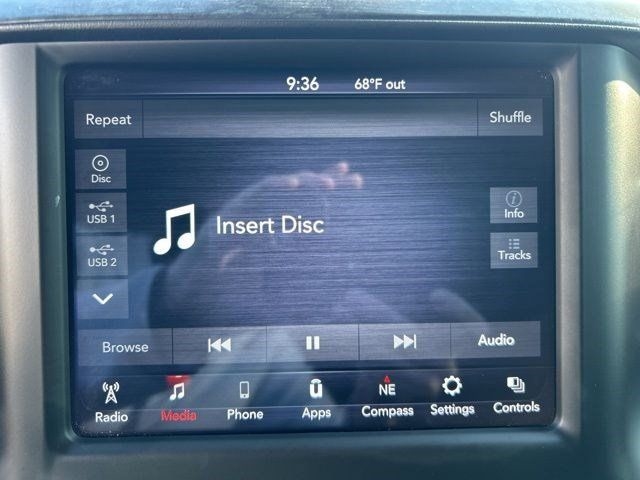 9:36 68°F out
Repeat Shuffle
Disc
USB 1
USB 2
Insert Disc
Info
Tracks
Browse Audio
NE
Radio Media Phone Apps Compass Settings Controls